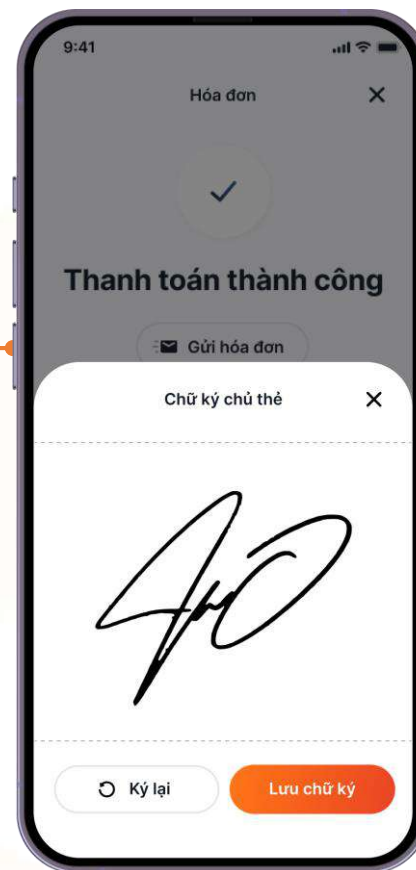 9:41
Hóa đơn
Thanh toán thành công
Gửi hóa đơn
Chữ ký chủ thẻ
Ký lại
Lưu chữ ký